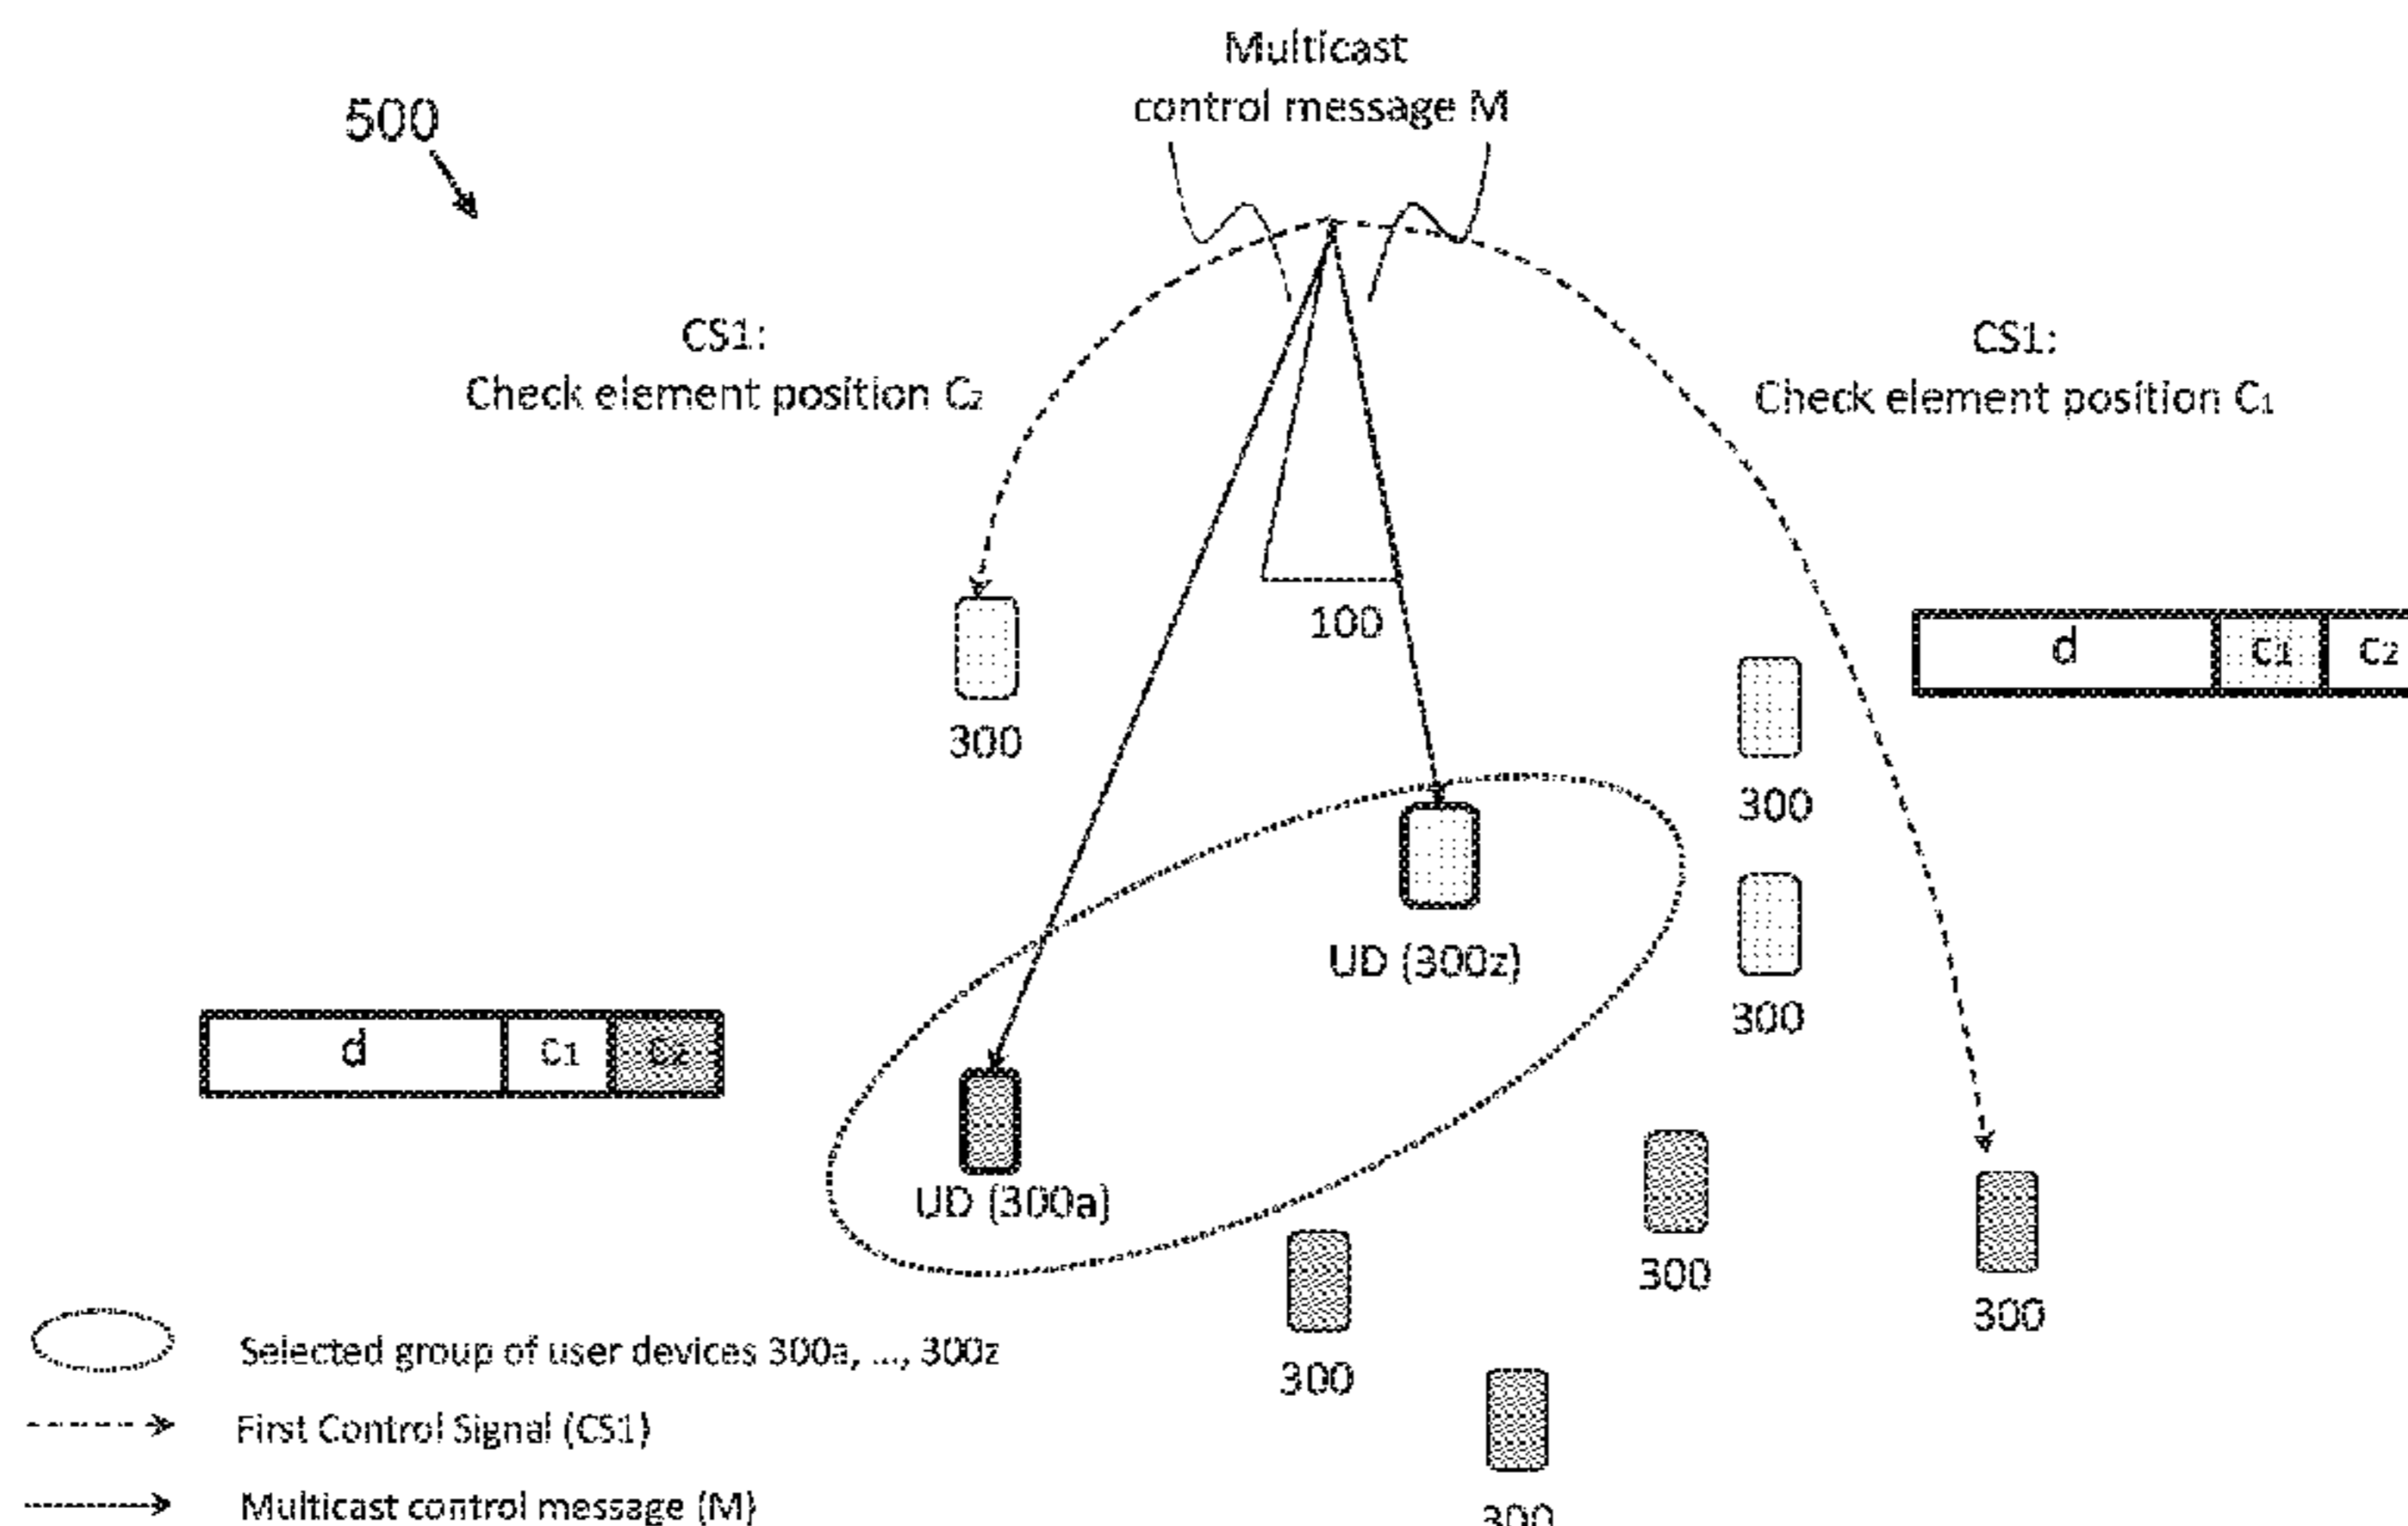 Multicast
control message M
500
CS1:
Check element position C₂
CS1:
Check element position C₁
100
300
d C1 C2
300
300
UD (300z)
300
d C1 C2
UD (300a)
300
300
300
300
Selected group of user devices 300a, ..., 300z
First Control Signal (CS1)
Multicast control message (M)